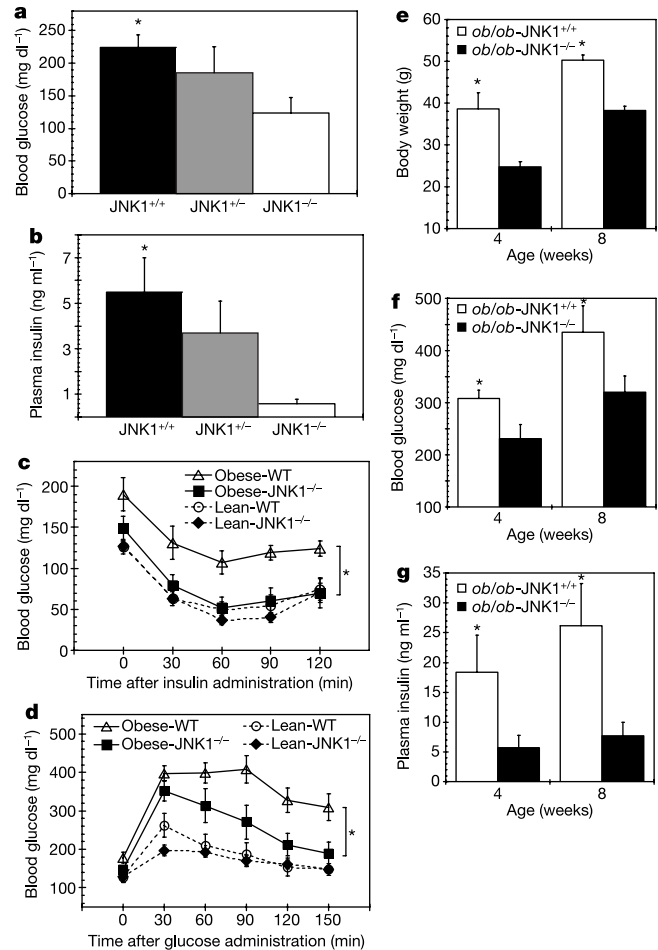 a
*
Blood glucose (mg dl⁻¹)
250
200
150
100
50
0
JNK1⁺/⁺ JNK1⁺/⁻ JNK1⁻/⁻
b
*
Plasma insulin (ng ml⁻¹)
7
5
3
1
JNK1⁺/⁺ JNK1⁺/⁻ JNK1⁻/⁻
c
Obese-WT
Obese-JNK1⁻/⁻
Lean-WT
Lean-JNK1⁻/⁻
*
Blood glucose (mg dl⁻¹)
200
150
100
50
0
0 30 60 90 120
Time after insulin administration (min)
d
Obese-WT Lean-WT
Obese-JNK1⁻/⁻ Lean-JNK1⁻/⁻
*
Blood glucose (mg dl⁻¹)
500
400
300
200
100
0 30 60 90 120 150
Time after glucose administration (min)
e
ob/ob-JNK1⁺/⁺
ob/ob-JNK1⁻/⁻
* *
Body weight (g)
60
50
40
30
20
10
4 8
Age (weeks)
f
ob/ob-JNK1⁺/⁺
ob/ob-JNK1⁻/⁻
* *
Blood glucose (mg dl⁻¹)
500
400
300
200
100
4 8
Age (weeks)
g
ob/ob-JNK1⁺/⁺
ob/ob-JNK1⁻/⁻
* *
Plasma insulin (ng ml⁻¹)
35
30
25
20
15
10
5
0
4 8
Age (weeks)